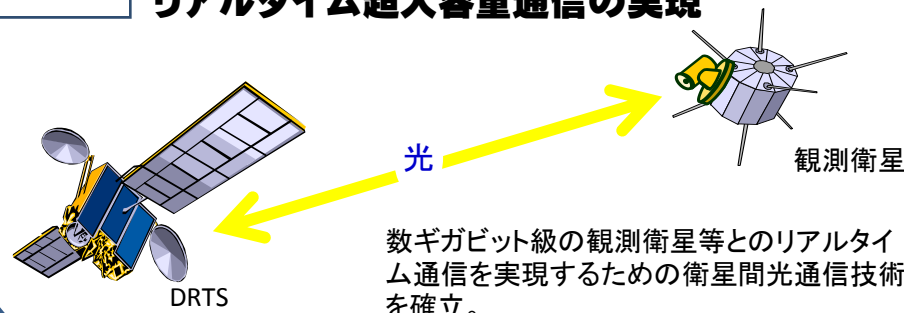 リアルタイム超大容量通信の実現
光
観測衛星
数ギガビット級の観測衛星等とのリアルタイ
ム通信を実現するための衛星間光通信技術
を確立。
DRTS